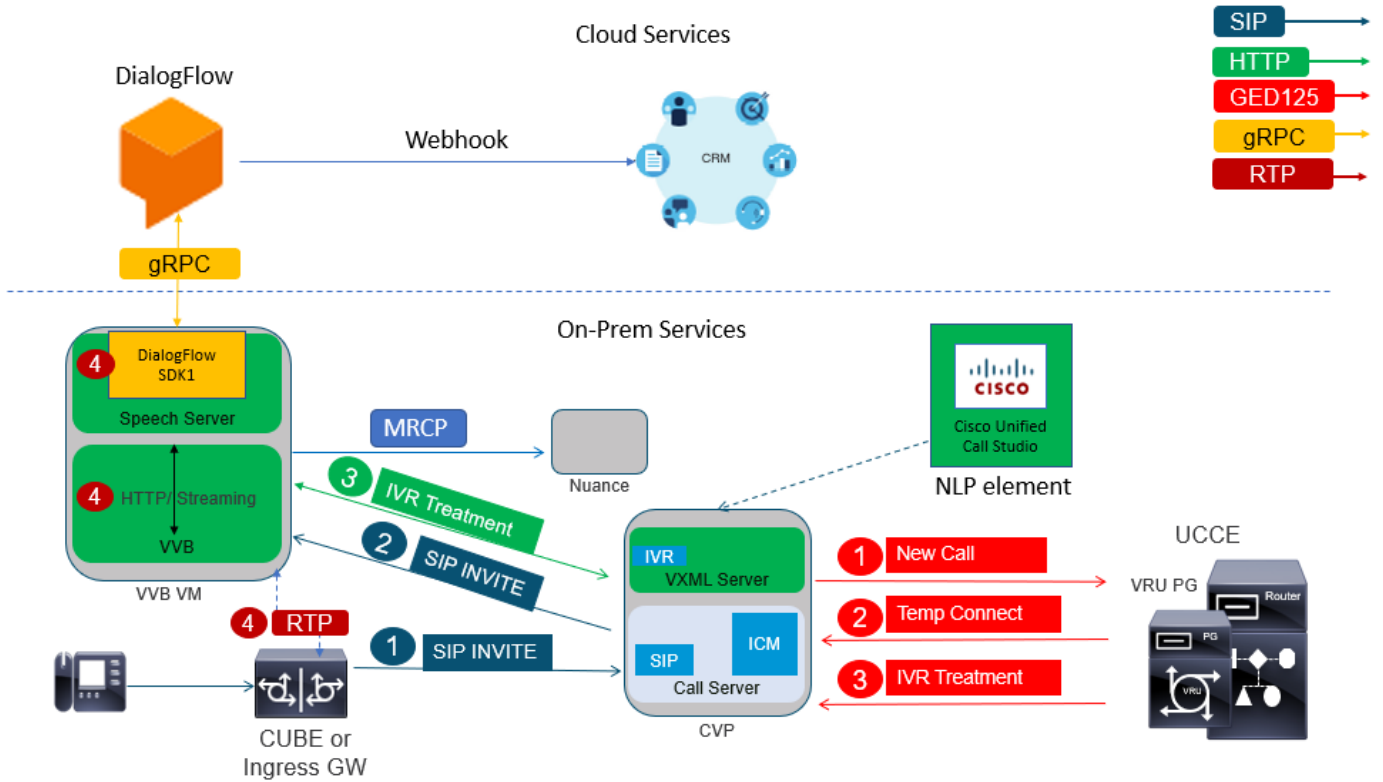 Cloud Services
SIP
HTTP
GED125
gRPC
RTP
DialogFlow
Webhook
CRM
gRPC
On-Prem Services
4
DialogFlow
SDK1
Speech Server
4
HTTP/ Streaming
VVB
VVB VM
MRCP
Nuance
CISCO
Cisco Unified
Call Studio
NLP element
3
IVR Treatment
2
SIP INVITE
4
RTP
1
SIP INVITE
CUBE or
Ingress GW
IVR
VXML Server
SIP
ICM
Call Server
CVP
1
New Call
2
Temp Connect
3
IVR Treatment
UCCE
VRU PG
Router
PG
VRU